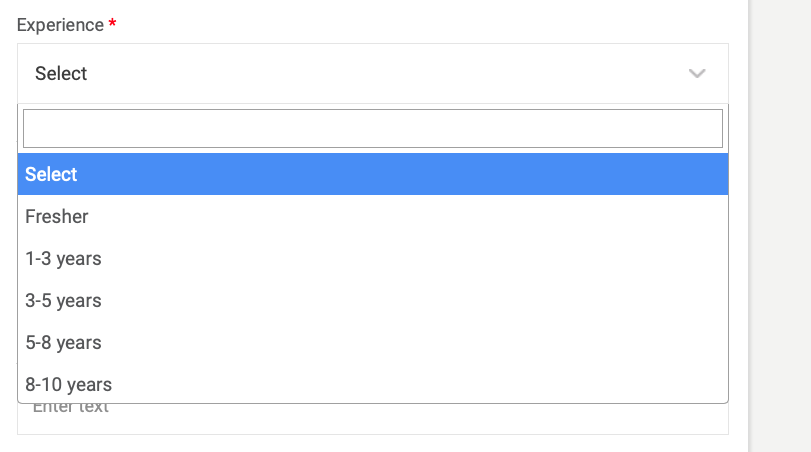 Experience *
Select
Select
Fresher
1-3 years
3-5 years
5-8 years
8-10 years
Enter text